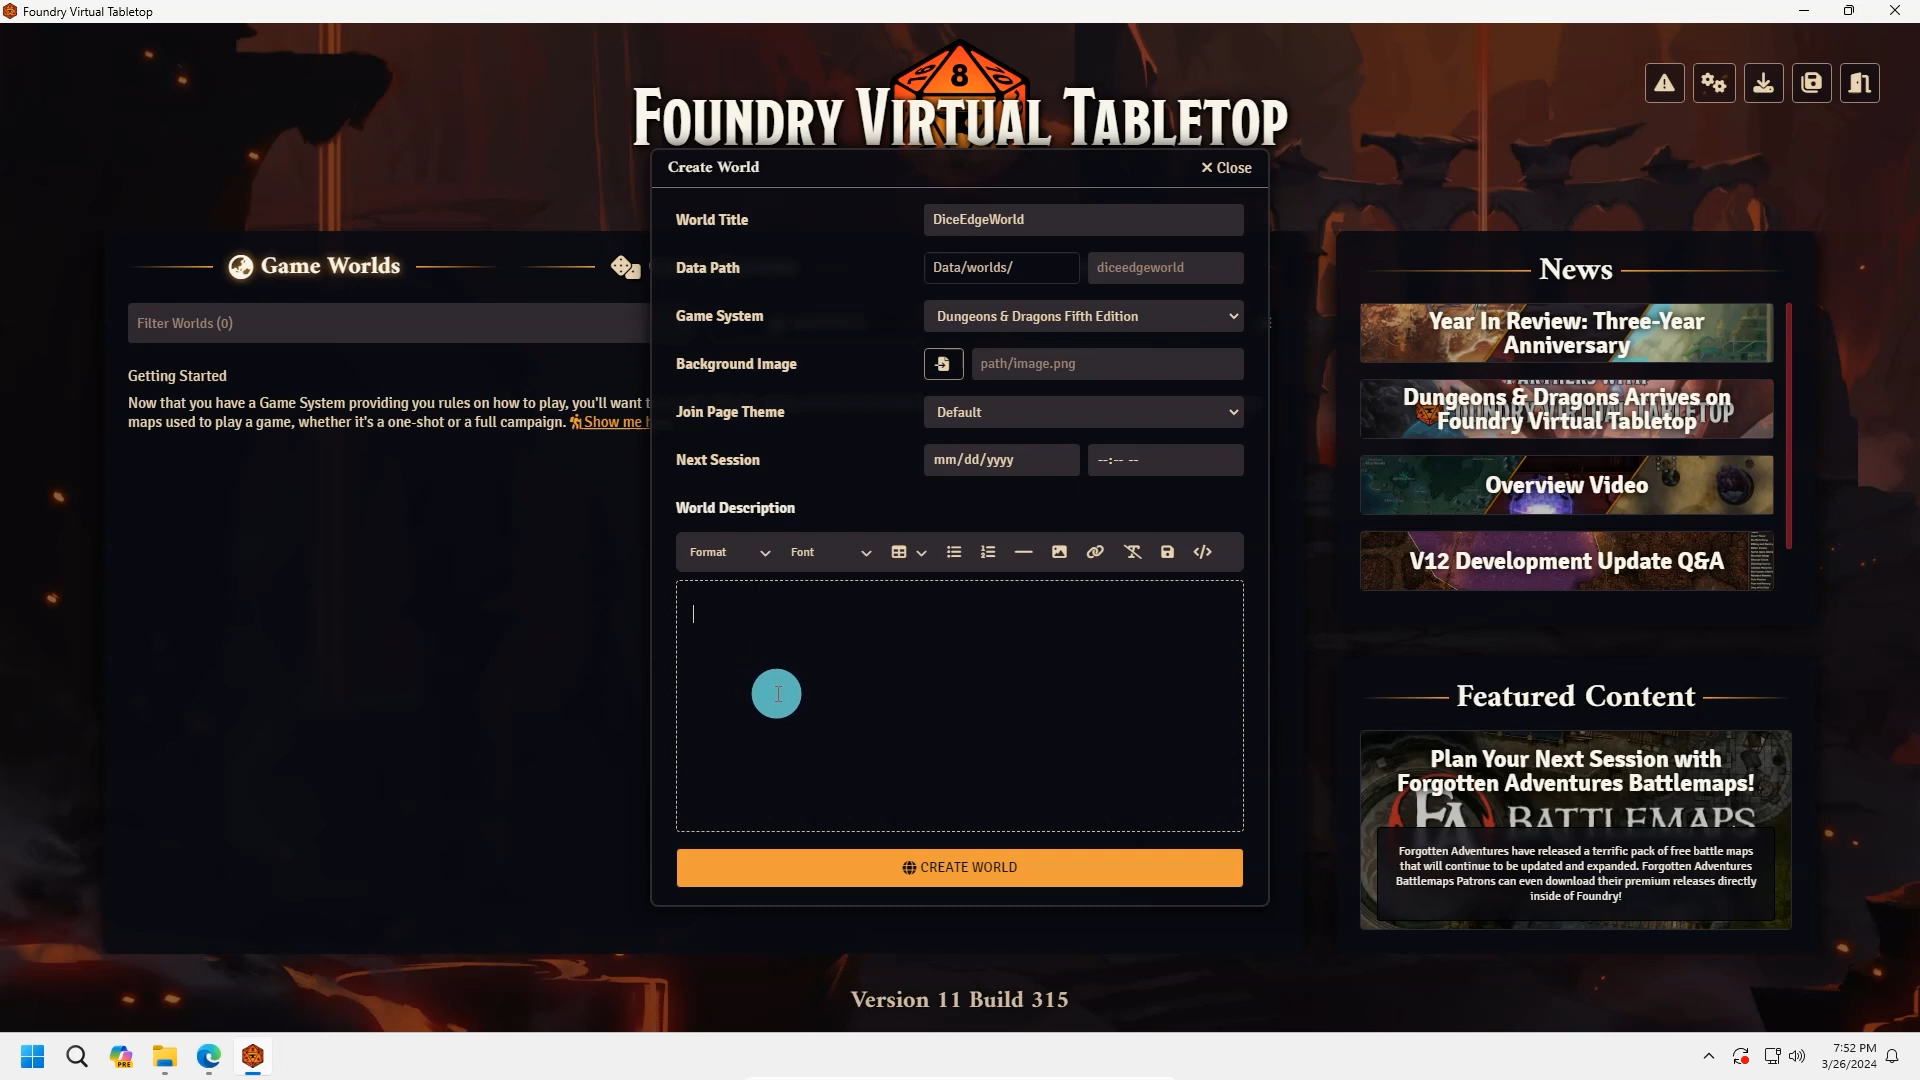 Foundry Virtual Tabletop
8
FOUNDRY VIRTUAL TABLETOP
Create World
Close
World Title
DiceEdgeWorld
Data Path
Data/worlds/
diceedgeworld
Game System
Dungeons & Dragons Fifth Edition
Background Image
path/image.png
Join Page Theme
Default
Next Session
mm/dd/yyyy
--:-- --
World Description
Format
Font
CREATE WORLD
Game Worlds
Filter Worlds (0)
Getting Started
Now that you have a Game System providing you rules on how to play, you'll want t
maps used to play a game, whether it's a one-shot or a full campaign. Show me
News
Year In Review: Three-Year
Anniversary
Dungeons & Dragons Arrives on
Foundry Virtual Tabletop
Overview Video
V12 Development Update Q&A
Featured Content
Plan Your Next Session with
Forgotten Adventures Battlemaps!
BATTLEMAPS
Forgotten Adventures have released a terrific pack of free battle maps
that will continue to be updated and expanded. Forgotten Adventures
Battlemaps Patrons can even download their premium releases directly
inside of Foundry!
Version 11 Build 315
PRE
7:52 PM
3/26/2024